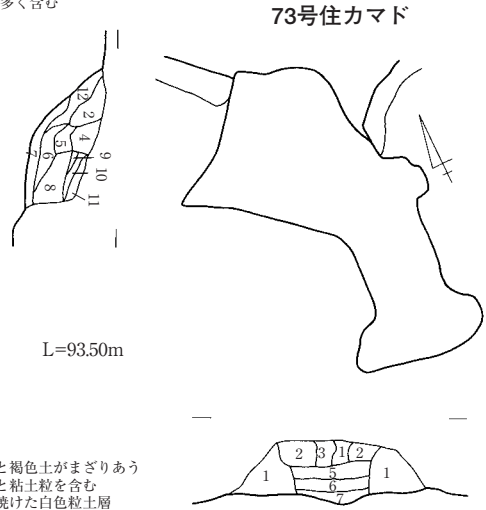 多く含む
73号住カマド
12
2
4
5
7
6
9
10
8
11
L=93.50m
と褐色土がまざりあう
と粘土粒を含む
焼けた白色粒土層
2 3 1 2
1
1
5
6
7